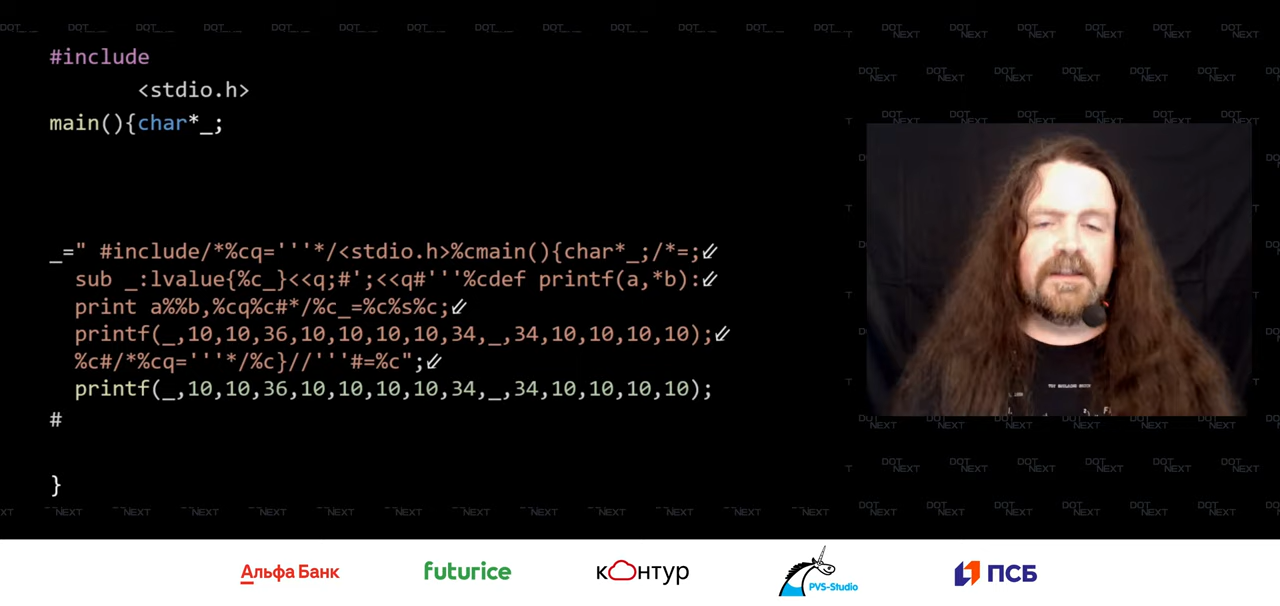 #include
<stdio.h>
main(){char*_;
_=" #include/*%cq='''*/<stdio.h>%cmain(){char*_;/*=;⇙
sub _:lvalue{%c_}<<q;#';<<q#'''%cdef printf(a,*b):⇙
print a%%b,%cq%c#*/%c_=%c%s%c;⇙
printf(_,10,10,36,10,10,10,10,34,_,34,10,10,10,10);⇙
%c#/*%cq='''*/%c}//'''#=%c";⇙
printf(_,10,10,36,10,10,10,10,34,_,34,10,10,10,10);
#
}
DOT NEXT
Альфа Банк
futurice
контур
PVS-Studio
ПСБ